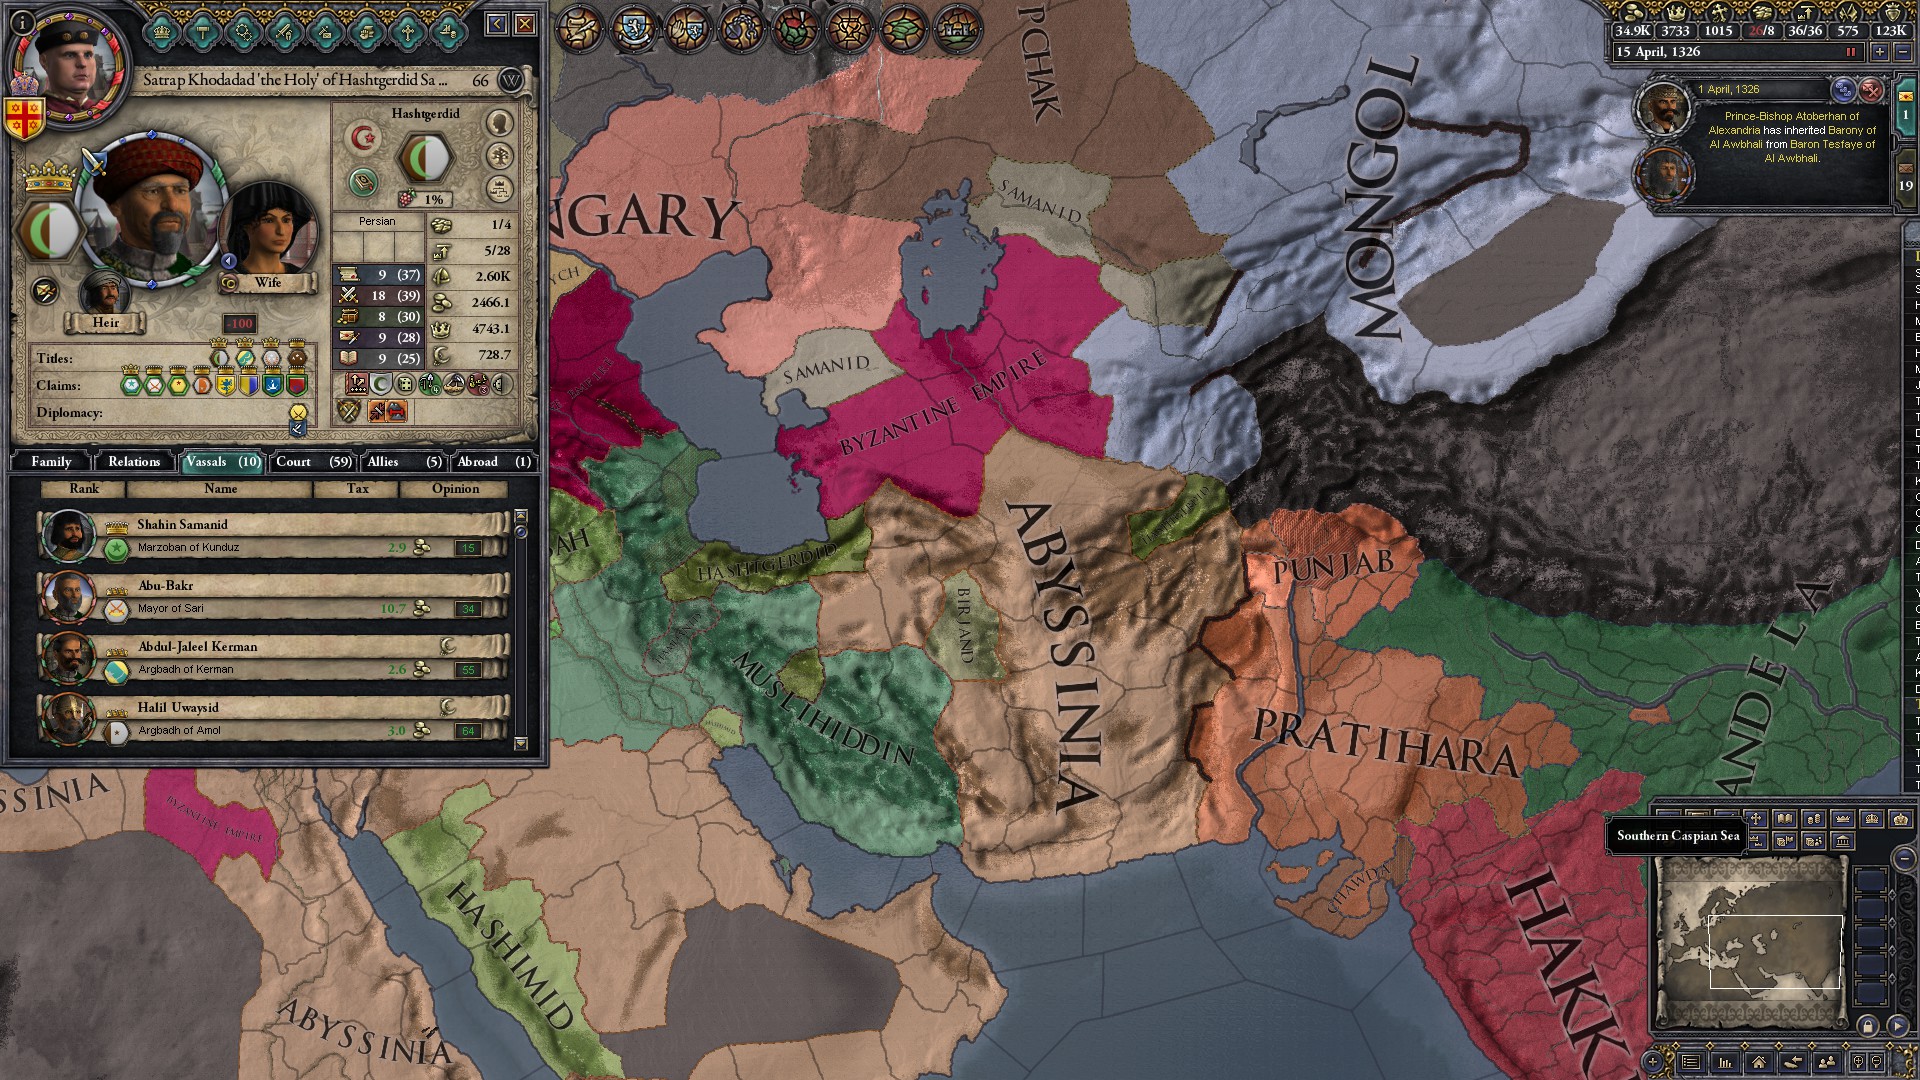 Satrap Khodadad 'the Holy' of Hashtgerdid Sa ... 66
W
Hashtgerdid
1%
Persian
1/4
5/28
2.60K
2466.1
4743.1
728.7
9 (37)
18 (39)
8 (30)
9 (28)
9 (25)
Wife
Heir
-100
Titles:
Claims:
Diplomacy:
Family
Relations
Vassals (10)
Court (59)
Allies (5)
Abroad (1)
Rank
Name
Tax
Opinion
Shahin Samanid
Marzoban of Kunduz 2.9 15
Abu-Bakr
Mayor of Sari 10.7 34
Abdul-Jaleel Kerman
Argbadh of Kerman 2.6 55
Halil Uwaysid
Argbadh of Amol 3.0 64
34.9K 3733 1015 26/8 36/36 575 123K
15 April, 1326
1 April, 1326
Prince-Bishop Atoberhan of
Alexandria has inherited Barony of
Al Awbhali from Baron Tesfaye of
Al Awbhali.
1
19
PCHAK
MONGOL
NGARY
SAMANID
YCH
SAMANID
BYZANTINE EMPIRE
EMPIRE
AH
HASHTGERDID
BIRJAND
ABYSSINIA
PUNJAB
MUSLIHIDDIN
PRATIHARA
ANDELA
CHAWDA
HAKK
SSINIA
BYZANTINE EMPIRE
HASHIMID
ABYSSINIA
Southern Caspian Sea